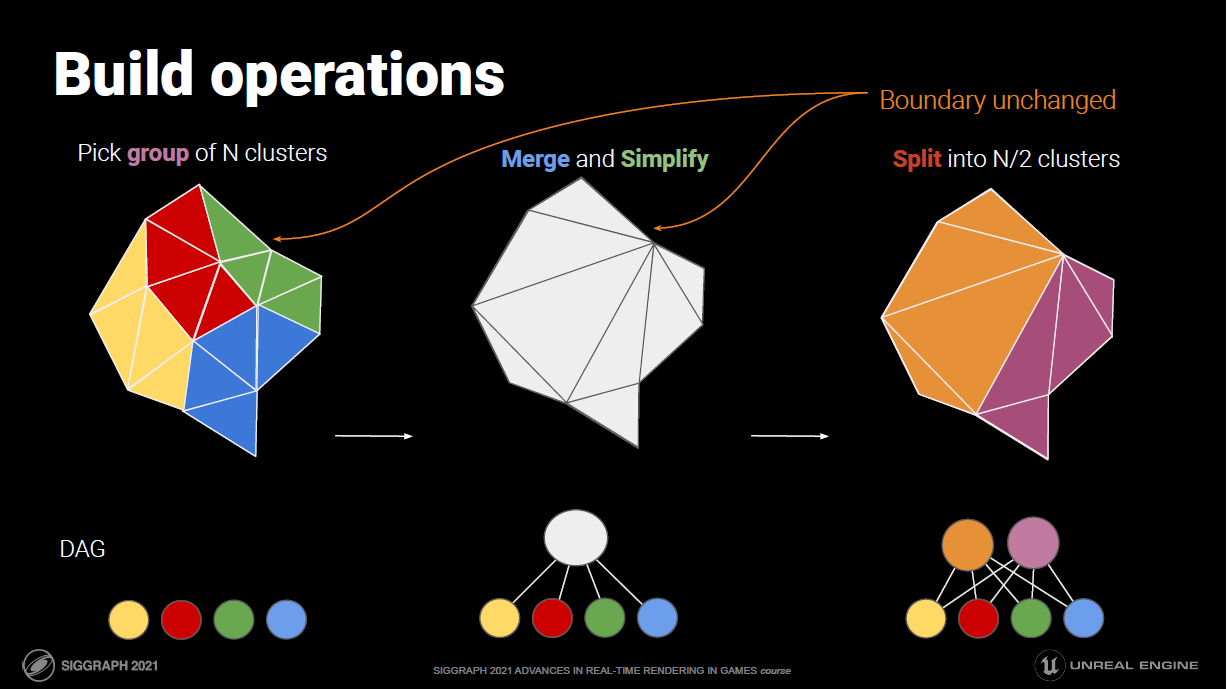 Build operations
Boundary unchanged
Pick group of N clusters
Merge and Simplify
Split into N/2 clusters
DAG
SIGGRAPH 2021
SIGGRAPH 2021 ADVANCES IN REAL-TIME RENDERING IN GAMES course
UNREAL ENGINE